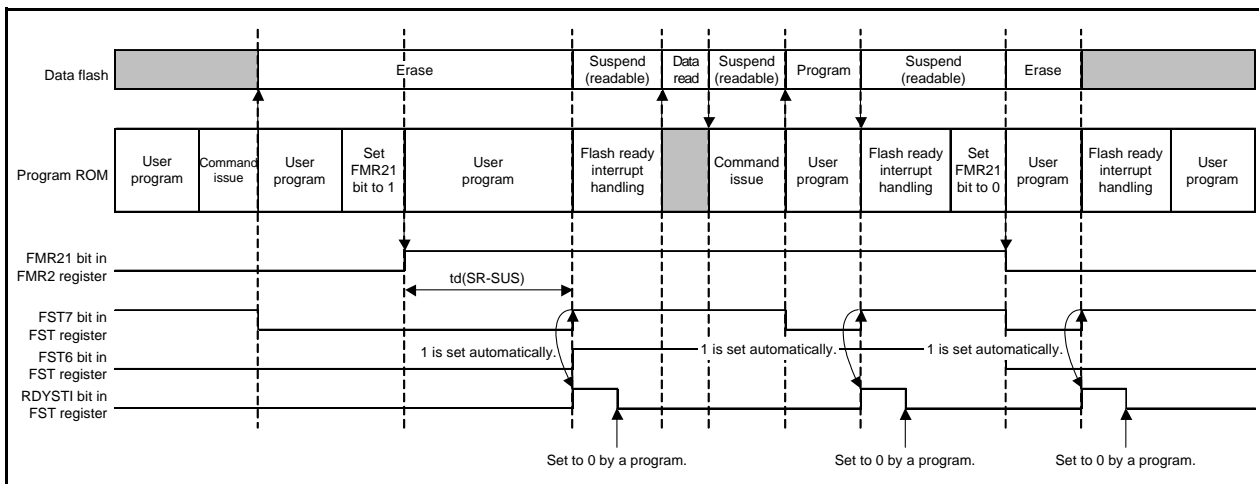 Data flash
Erase
Suspend
(readable)
Data
read
Suspend
(readable)
Program
Suspend
(readable)
Erase
Program ROM
User
program
Command
issue
User
program
Set
FMR21
bit to 1
User
program
Flash ready
interrupt
handling
Command
issue
User
program
Flash ready
interrupt
handling
Set
FMR21
bit to 0
User
program
Flash ready
interrupt
handling
User
program
FMR21 bit in
FMR2 register
td(SR-SUS)
FST7 bit in
FST register
1 is set automatically.
1 is set automatically.
1 is set automatically.
FST6 bit in
FST register
RDYSTI bit in
FST register
Set to 0 by a program.
Set to 0 by a program.
Set to 0 by a program.